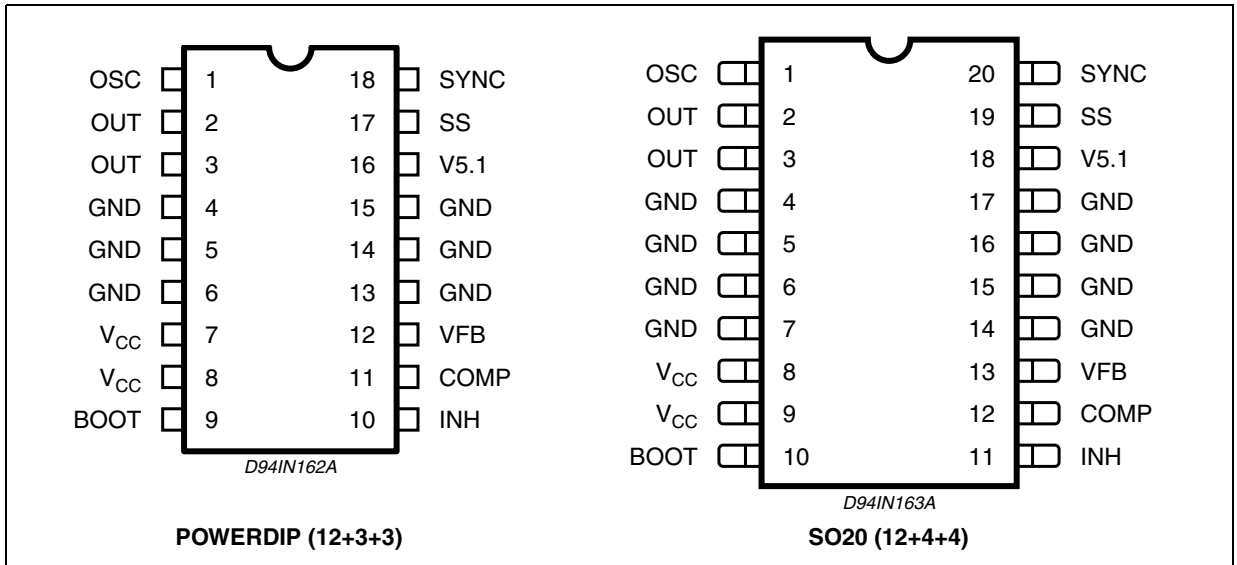 OSC 1 18 SYNC
OUT 2 17 SS
OUT 3 16 V5.1
GND 4 15 GND
GND 5 14 GND
GND 6 13 GND
VCC 7 12 VFB
VCC 8 11 COMP
BOOT 9 10 INH
D94IN162A
POWERDIP (12+3+3)
OSC 1 20 SYNC
OUT 2 19 SS
OUT 3 18 V5.1
GND 4 17 GND
GND 5 16 GND
GND 6 15 GND
GND 7 14 GND
VCC 8 13 VFB
VCC 9 12 COMP
BOOT 10 11 INH
D94IN163A
SO20 (12+4+4)